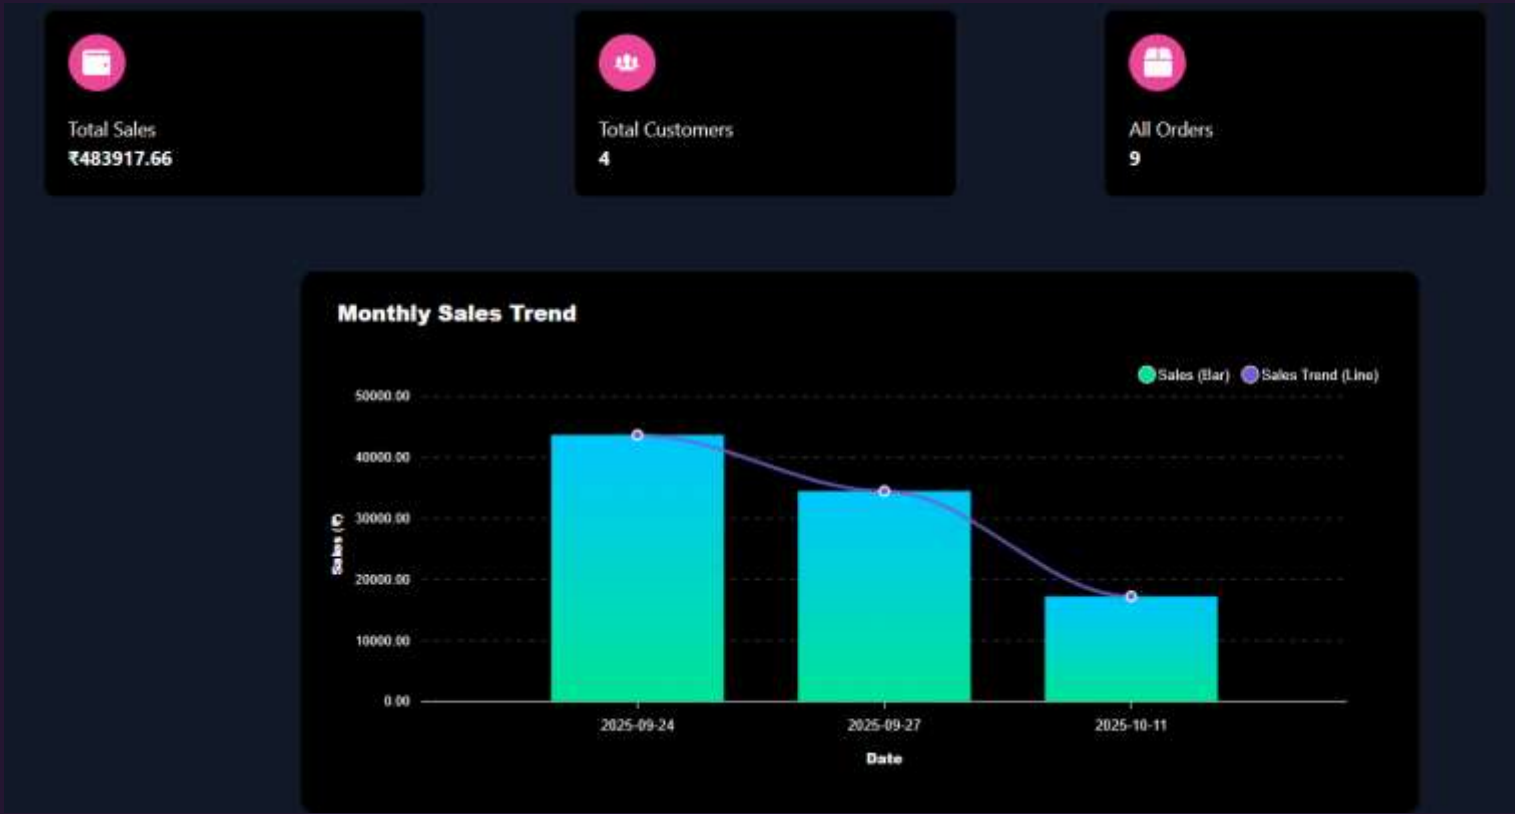 Total Sales
₹483917.66
Total Customers
4
All Orders
9
Monthly Sales Trend
Sales (Bar) Sales Trend (Line)
50000.00
40000.00
30000.00
20000.00
10000.00
0.00
Sales (₹)
2025-09-24 2025-09-27 2025-10-11
Date